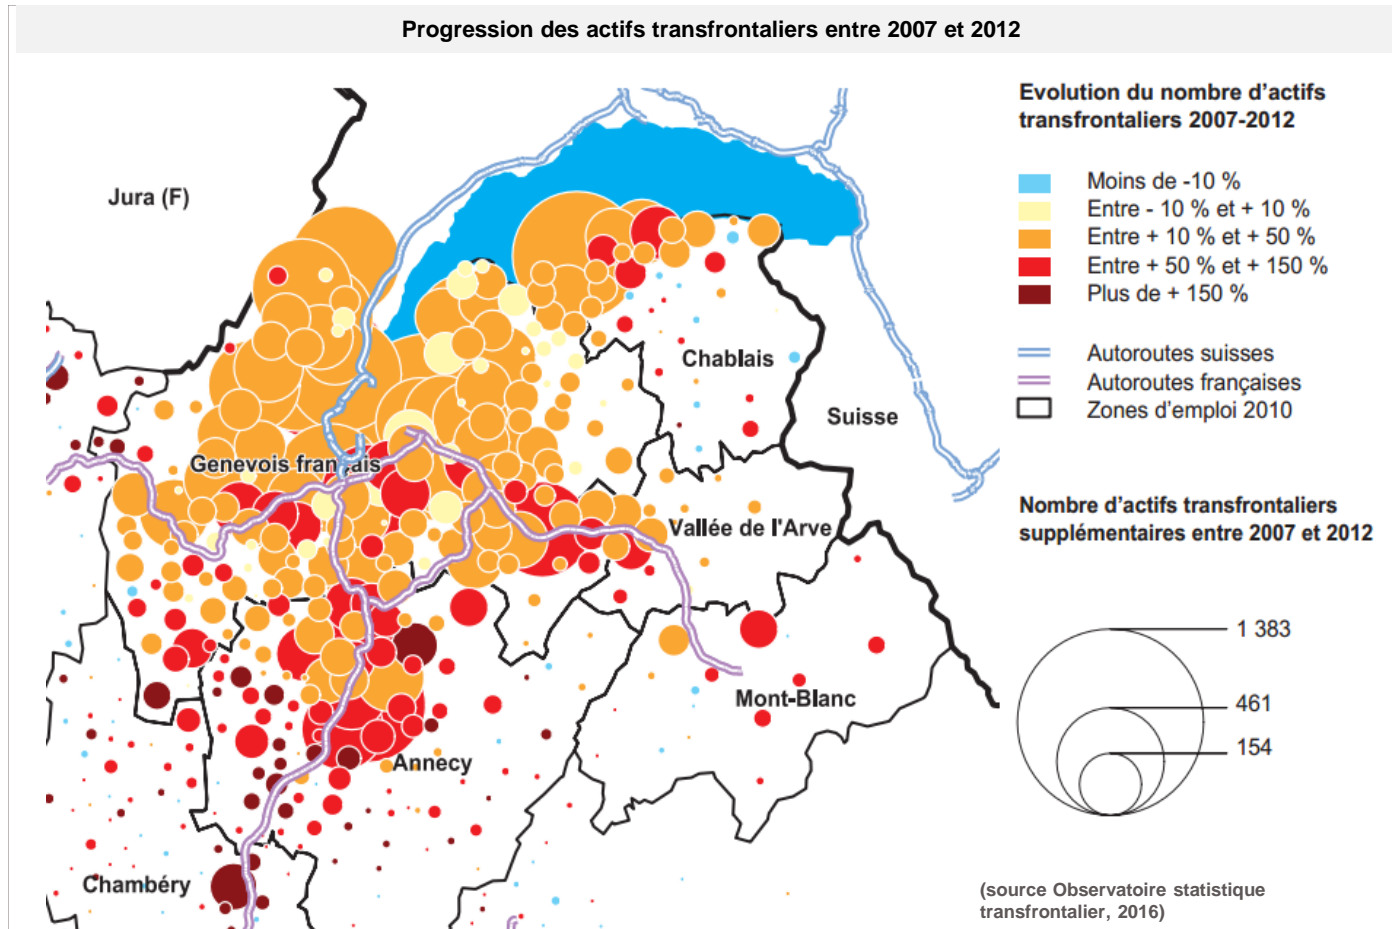 Progression des actifs transfrontaliers entre 2007 et 2012
Evolution du nombre d'actifs
transfrontaliers 2007-2012
Moins de -10 %
Entre - 10 % et + 10 %
Entre + 10 % et + 50 %
Entre + 50 % et + 150 %
Plus de + 150 %
Autoroutes suisses
Autoroutes françaises
Zones d'emploi 2010
Nombre d'actifs transfrontaliers
supplémentaires entre 2007 et 2012
1 383
461
154
(source Observatoire statistique
transfrontalier, 2016)
Jura (F)
Chablais
Suisse
Genevois français
Vallée de l'Arve
Mont-Blanc
Annecy
Chambéry